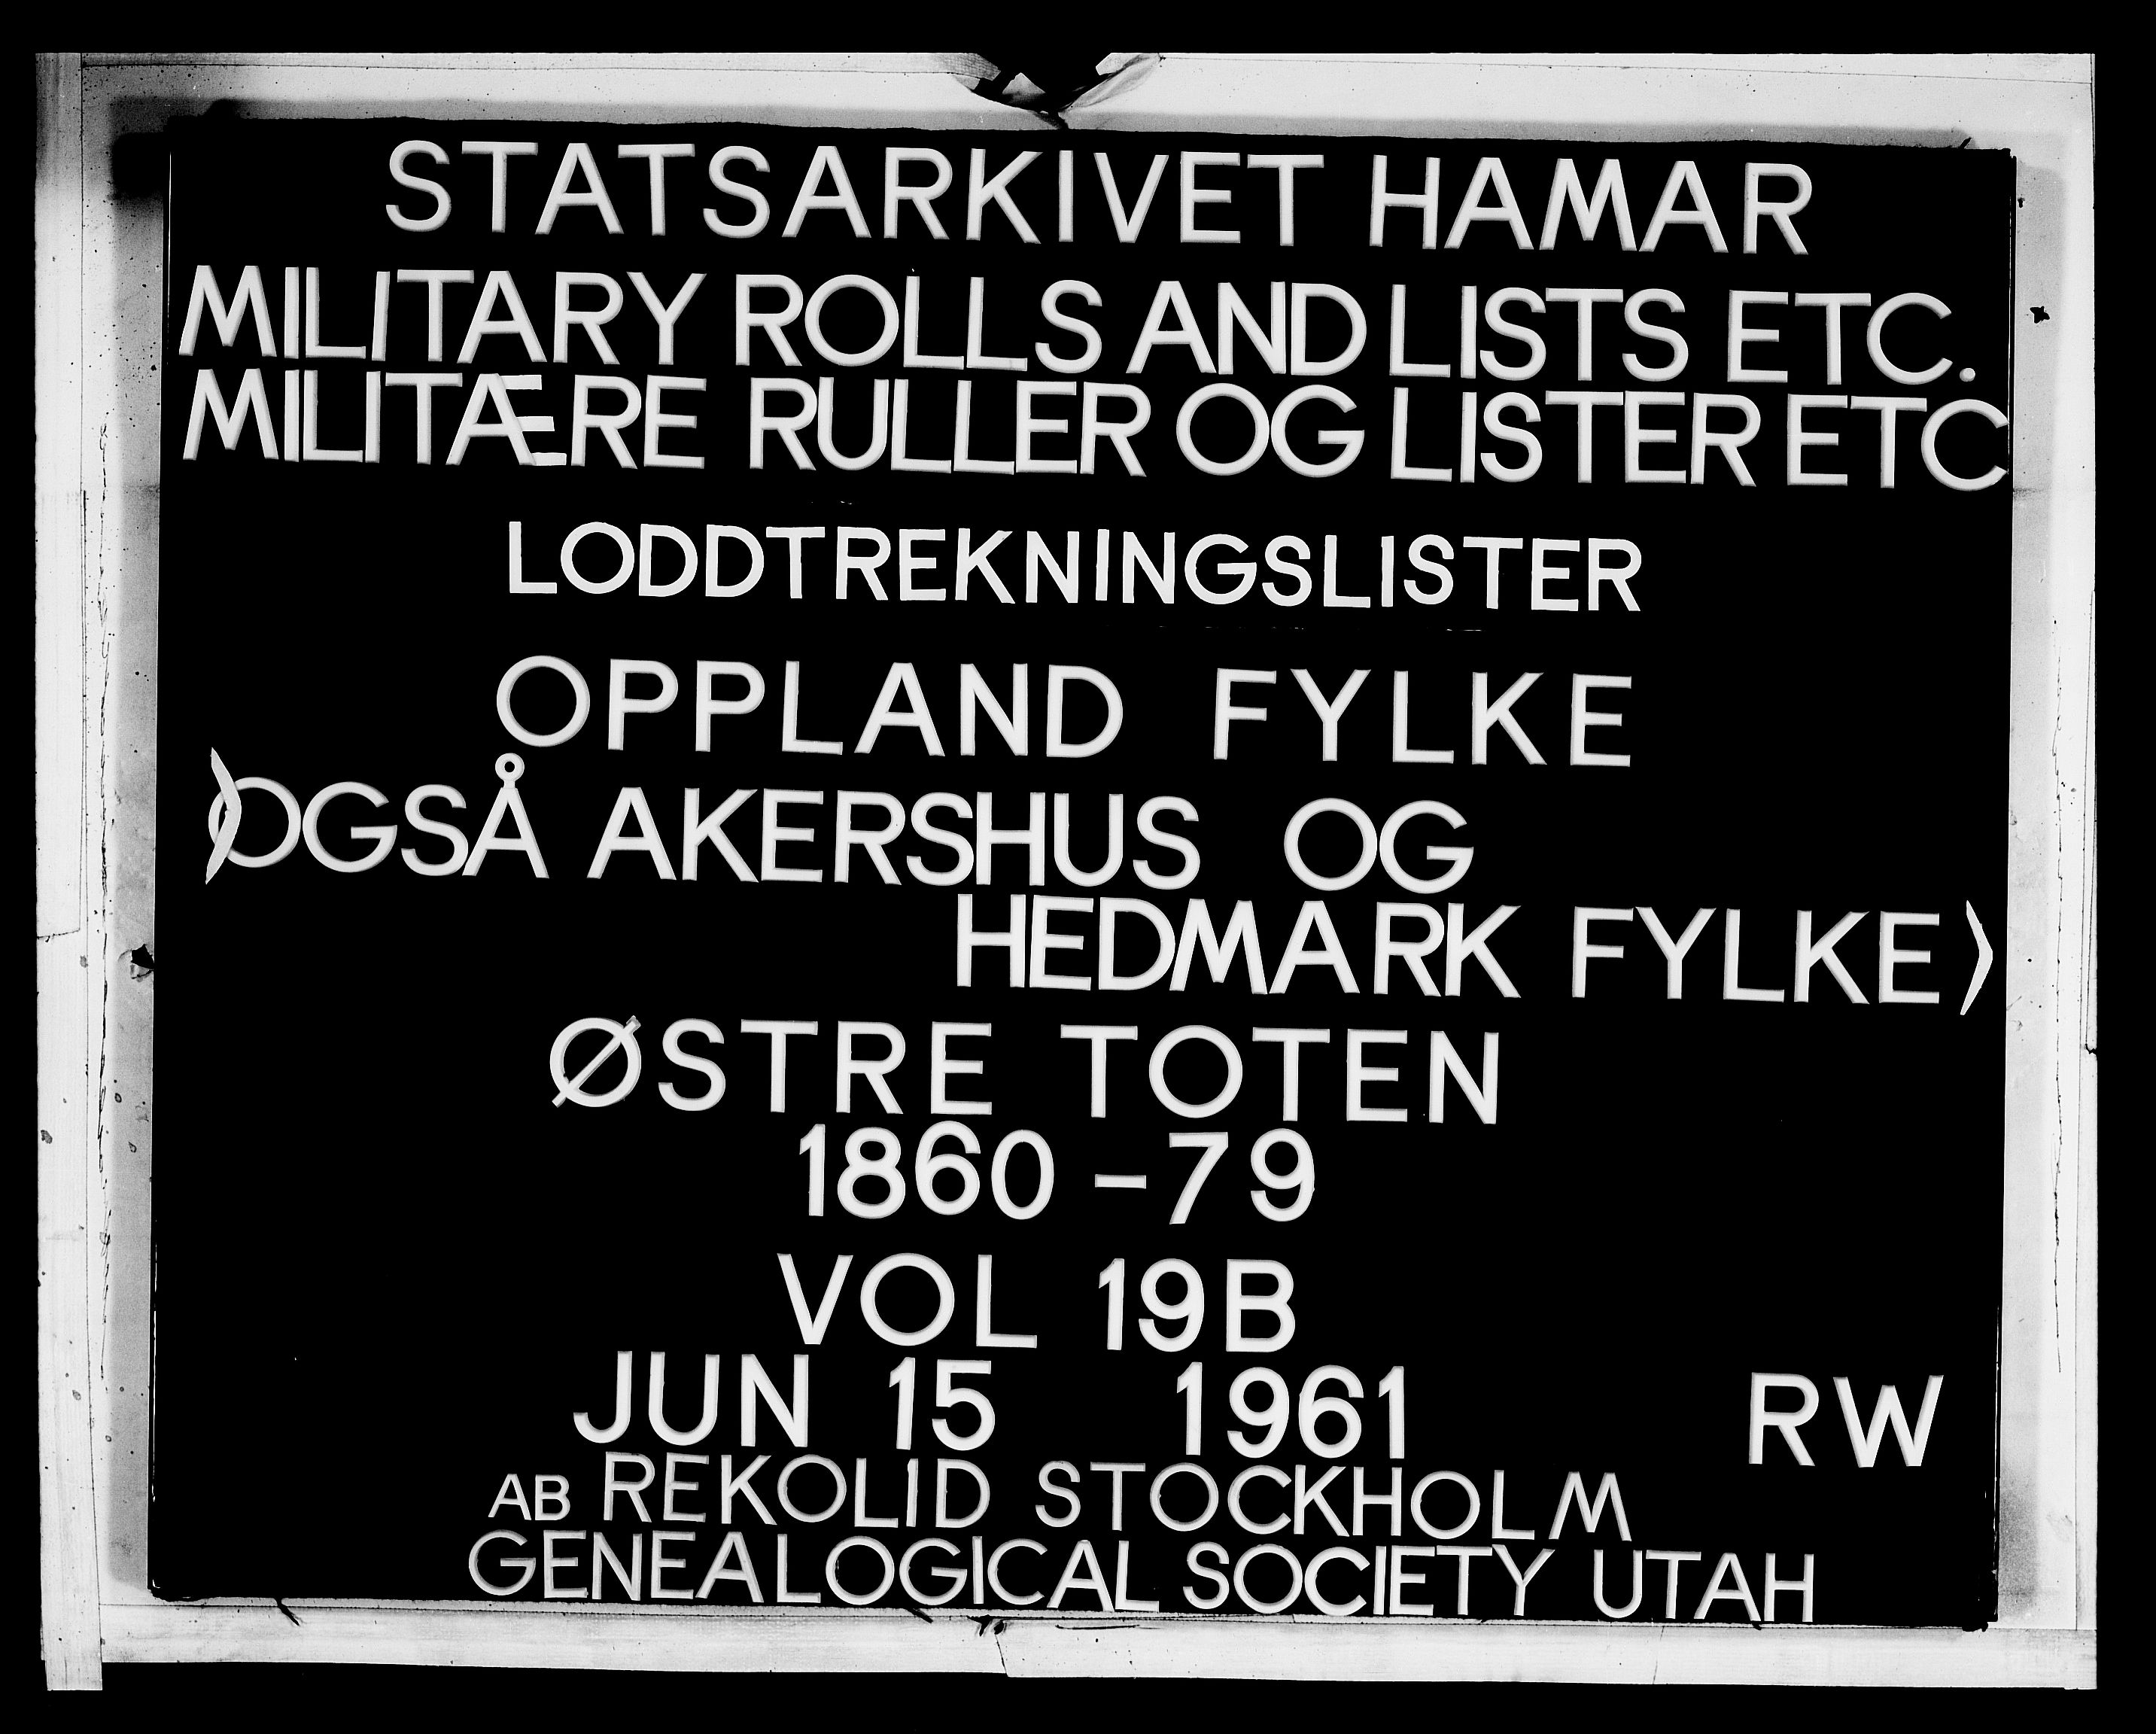 STATSARKIVET HAMAR
MILITARY ROLLS AND LISTS ETC.
MILITÆRE RULLER OG LISTER ETC
LODDTREKNINGSLISTER
OPPLAND FYLKE
)OGSÅ AKERSHUS OG
HEDMARK FYLKE)
ØSTRE TOTEN
1860-79
VOL 19B
JUN 15 1961 RW
AB REKOLID STOCKHOLM
GENEALOGICAL SOCIETY UTAH